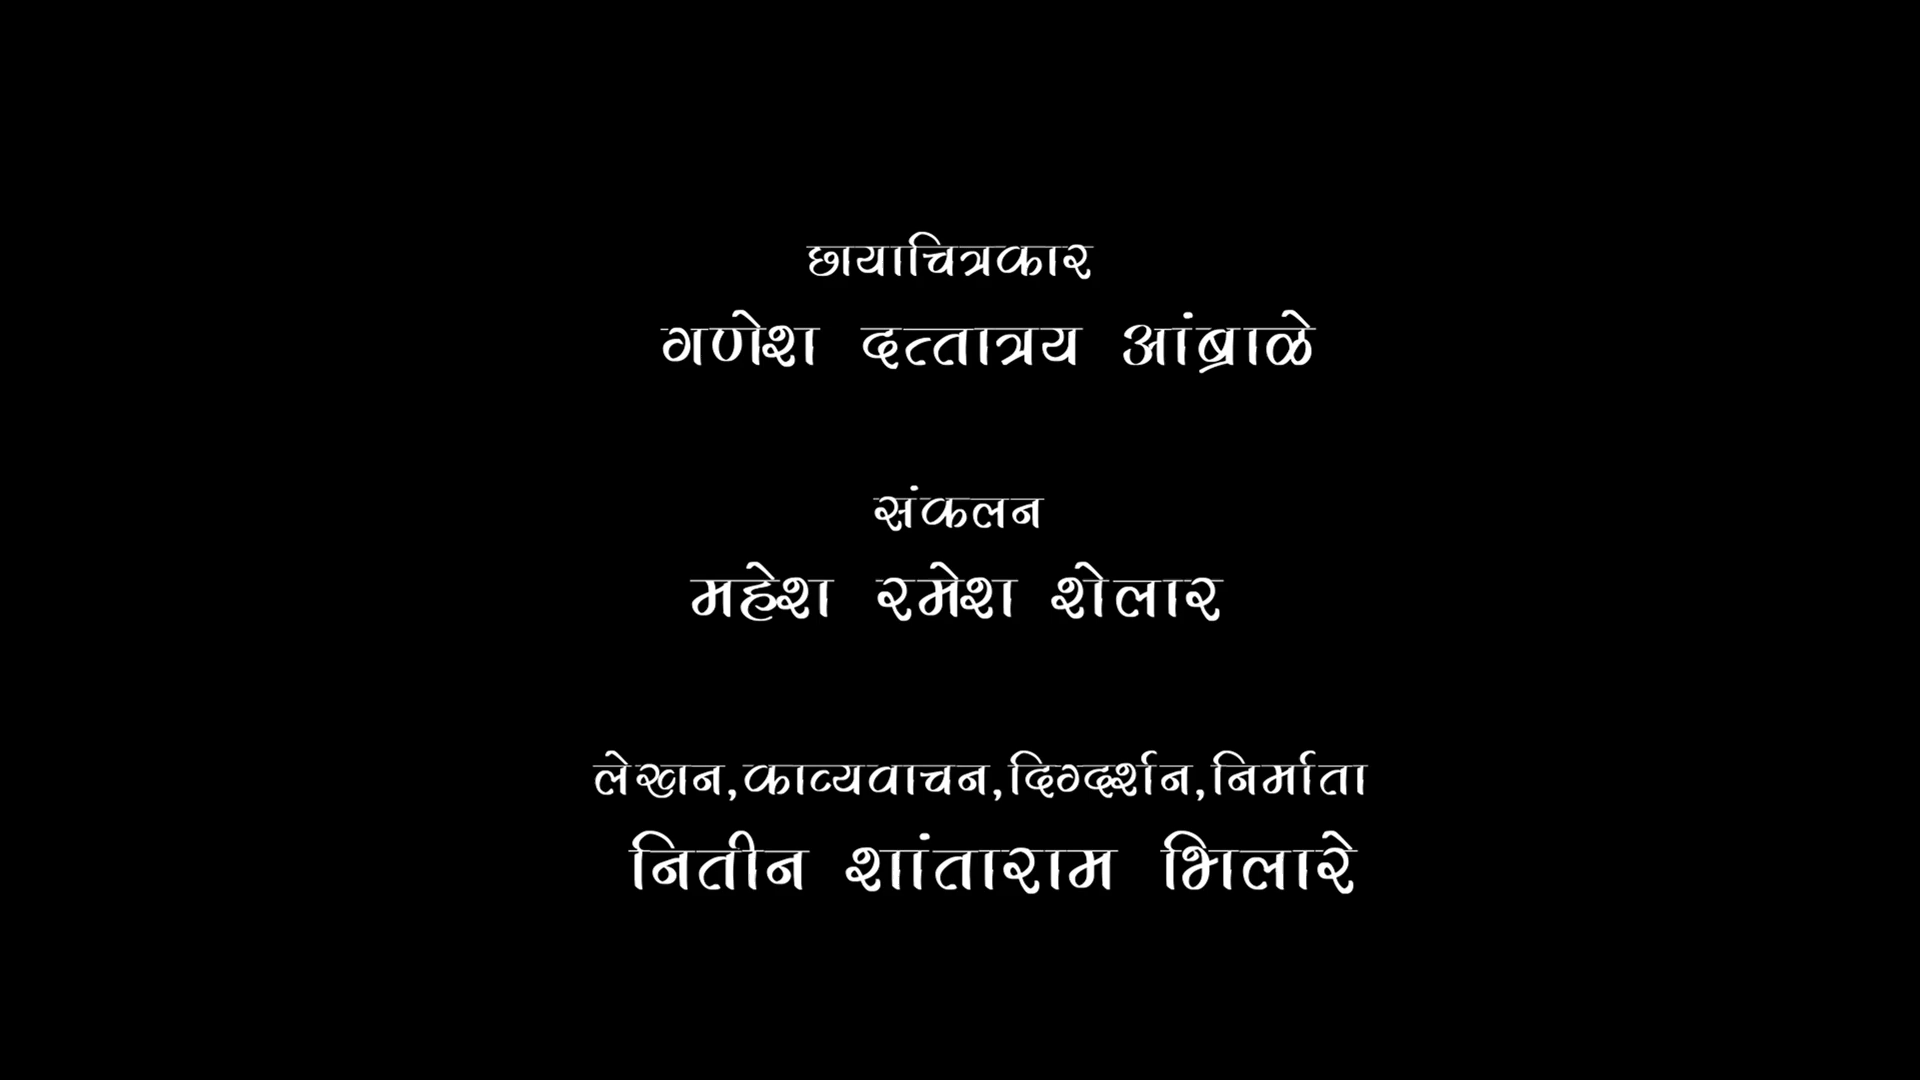 छायाचित्रकार
गणेश दत्तात्रय आंब्राळे
संकलन
महेश रमेश शेलार
लेखन,काव्यवाचन,दिग्दर्शन,निर्माता
नितीन शांताराम भिलारे